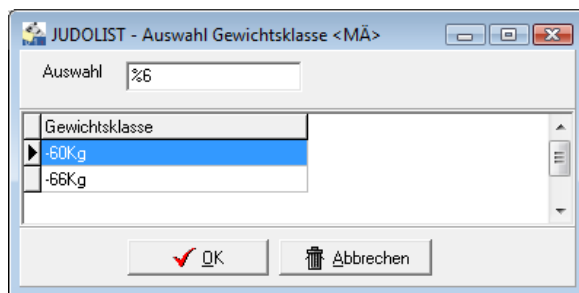 JUDOLIST - Auswahl Gewichtsklasse <MÄ>
Auswahl %6
Gewichtsklasse
-60Kg
-66Kg
OK Abbrechen